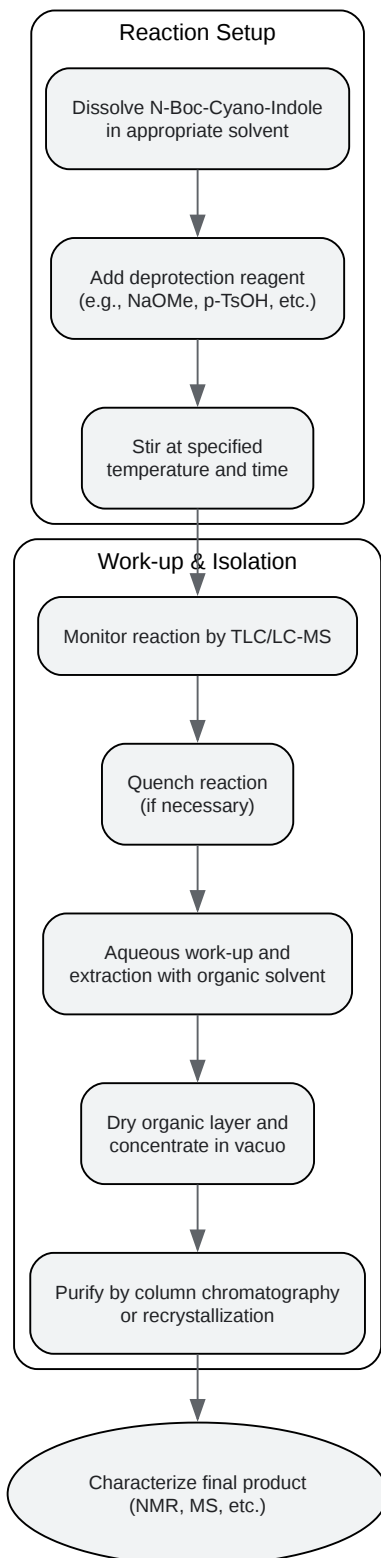 Reaction Setup
Dissolve N-Boc-Cyano-Indole
in appropriate solvent
Add deprotection reagent
(e.g., NaOMe, p-TsOH, etc.)
Stir at specified
temperature and time
Work-up & Isolation
Monitor reaction by TLC/LC-MS
Quench reaction
(if necessary)
Aqueous work-up and
extraction with organic solvent
Dry organic layer and
concentrate in vacuo
Purify by column chromatography
or recrystallization
Characterize final product
(NMR, MS, etc.)